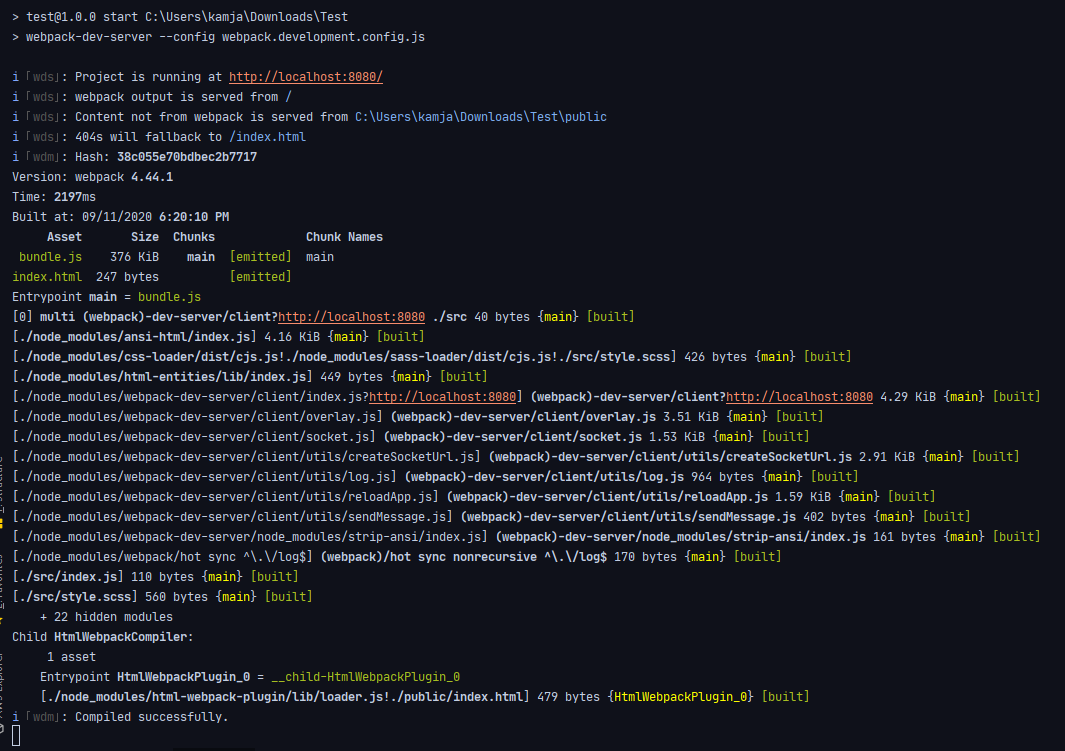 > test@1.0.0 start C:\Users\kamja\Downloads\Test
> webpack-dev-server --config webpack.development.config.js
i ｢wds｣: Project is running at http://localhost:8080/
i ｢wds｣: webpack output is served from /
i ｢wds｣: Content not from webpack is served from C:\Users\kamja\Downloads\Test\public
i ｢wds｣: 404s will fallback to /index.html
i ｢wdm｣: Hash: 38c055e70bdbec2b7717
Version: webpack 4.44.1
Time: 2197ms
Built at: 09/11/2020 6:20:10 PM
     Asset       Size  Chunks             Chunk Names
 bundle.js    376 KiB    main  [emitted]  main
index.html  247 bytes          [emitted]
Entrypoint main = bundle.js
[0] multi (webpack)-dev-server/client?http://localhost:8080 ./src 40 bytes {main} [built]
[./node_modules/ansi-html/index.js] 4.16 KiB {main} [built]
[./node_modules/css-loader/dist/cjs.js!./node_modules/sass-loader/dist/cjs.js!./src/style.scss] 426 bytes {main} [built]
[./node_modules/html-entities/lib/index.js] 449 bytes {main} [built]
[./node_modules/webpack-dev-server/client/index.js?http://localhost:8080] (webpack)-dev-server/client?http://localhost:8080 4.29 KiB {main} [built]
[./node_modules/webpack-dev-server/client/overlay.js] (webpack)-dev-server/client/overlay.js 3.51 KiB {main} [built]
[./node_modules/webpack-dev-server/client/socket.js] (webpack)-dev-server/client/socket.js 1.53 KiB {main} [built]
[./node_modules/webpack-dev-server/client/utils/createSocketUrl.js] (webpack)-dev-server/client/utils/createSocketUrl.js 2.91 KiB {main} [built]
[./node_modules/webpack-dev-server/client/utils/log.js] (webpack)-dev-server/client/utils/log.js 964 bytes {main} [built]
[./node_modules/webpack-dev-server/client/utils/reloadApp.js] (webpack)-dev-server/client/utils/reloadApp.js 1.59 KiB {main} [built]
[./node_modules/webpack-dev-server/client/utils/sendMessage.js] (webpack)-dev-server/client/utils/sendMessage.js 402 bytes {main} [built]
[./node_modules/webpack-dev-server/node_modules/strip-ansi/index.js] (webpack)-dev-server/node_modules/strip-ansi/index.js 161 bytes {main} [built]
[./node_modules/webpack/hot sync ^\.\/log$] (webpack)/hot sync nonrecursive ^\.\/log$ 170 bytes {main} [built]
[./src/index.js] 110 bytes {main} [built]
[./src/style.scss] 560 bytes {main} [built]
    + 22 hidden modules
Child HtmlWebpackCompiler:
     1 asset
    Entrypoint HtmlWebpackPlugin_0 = __child-HtmlWebpackPlugin_0
    [./node_modules/html-webpack-plugin/lib/loader.js!./public/index.html] 479 bytes {HtmlWebpackPlugin_0} [built]
i ｢wdm｣: Compiled successfully.